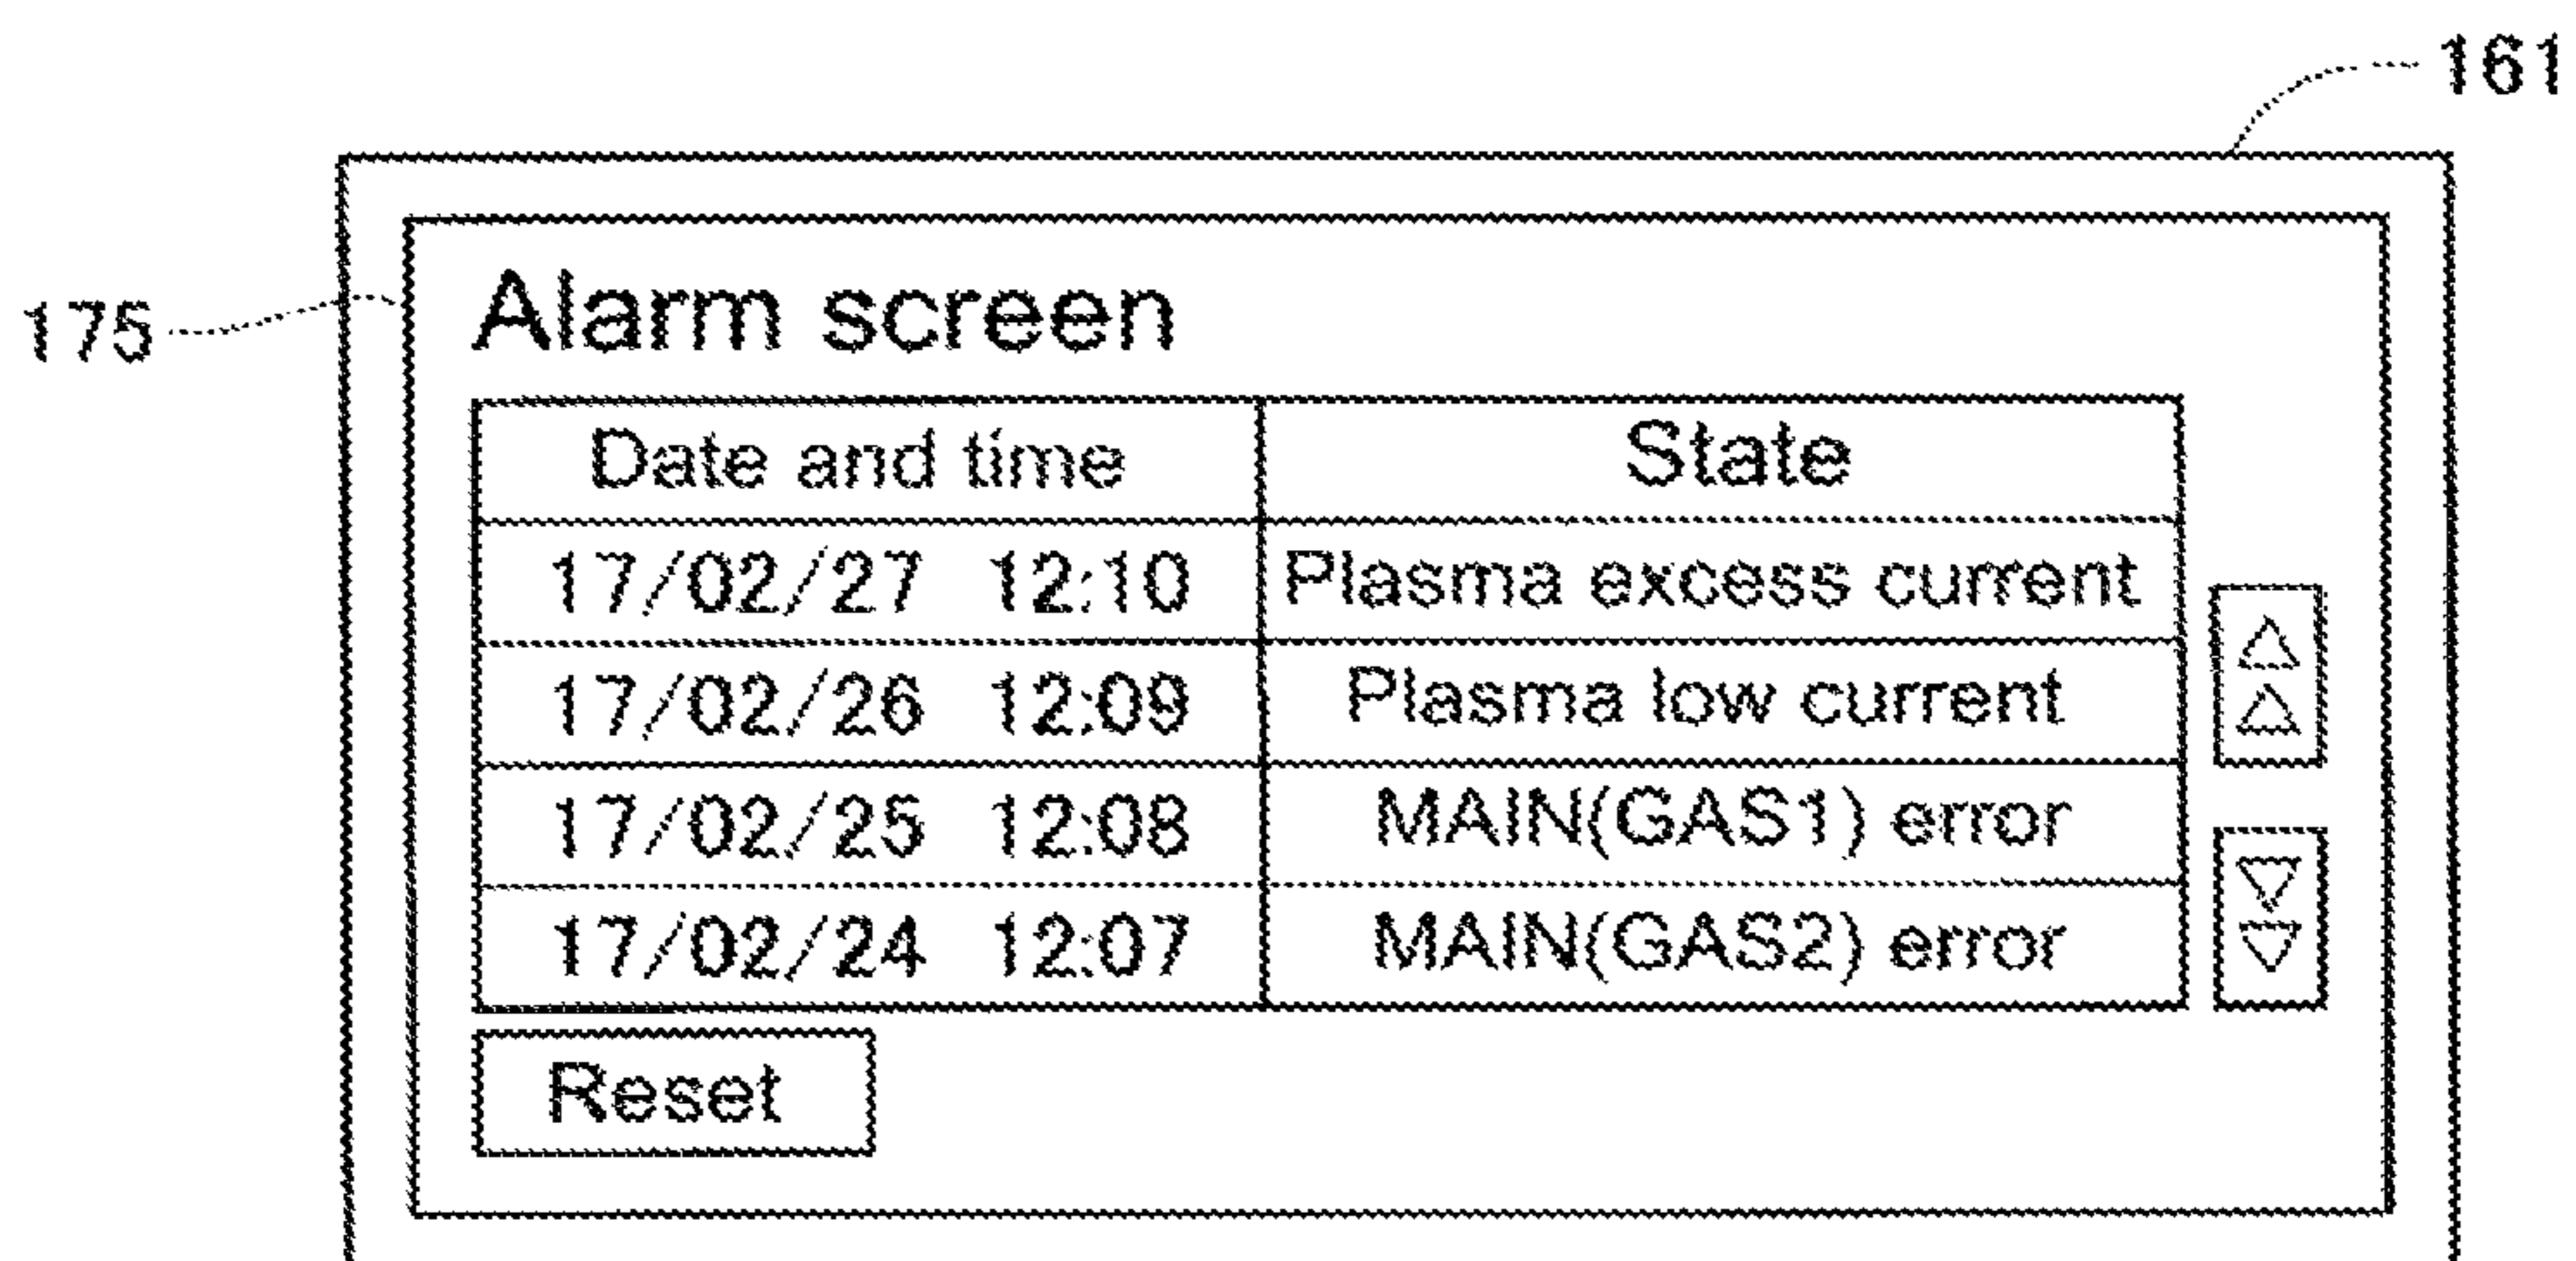 161
175
Alarm screen
Date and time State
17/02/27 12:10 Plasma excess current
17/02/26 12:09 Plasma low current
17/02/25 12:08 MAIN(GAS1) error
17/02/24 12:07 MAIN(GAS2) error
Reset